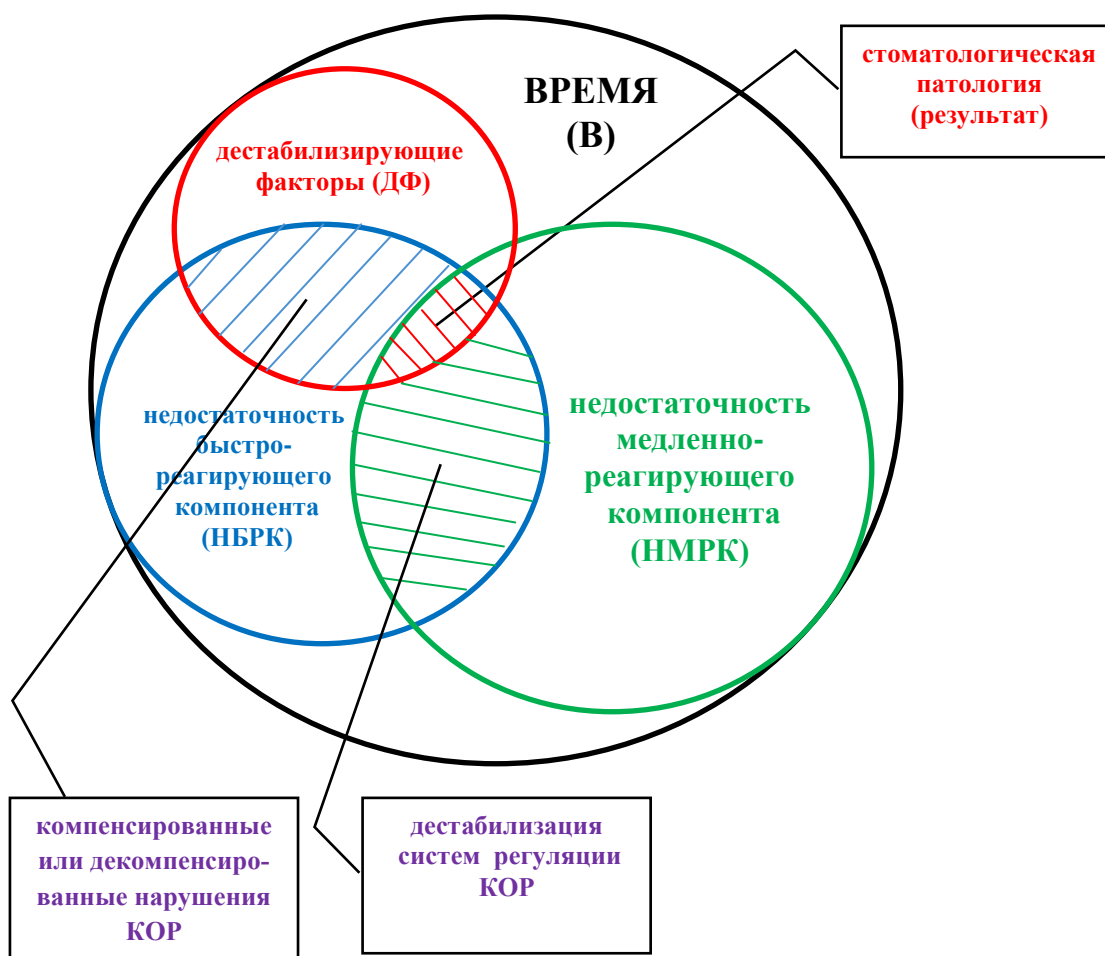 стоматологическая
патология
(результат)
ВРЕМЯ
(В)
дестабилизирующие
факторы (ДФ)
недостаточность
быстро-
реагирующего
компонента
(НБРК)
недостаточность
медленно-
реагирующего
компонента
(НМРК)
компенсированные
или декомпенсиро-
ванные нарушения
КОР
дестабилизация
систем регуляции
КОР